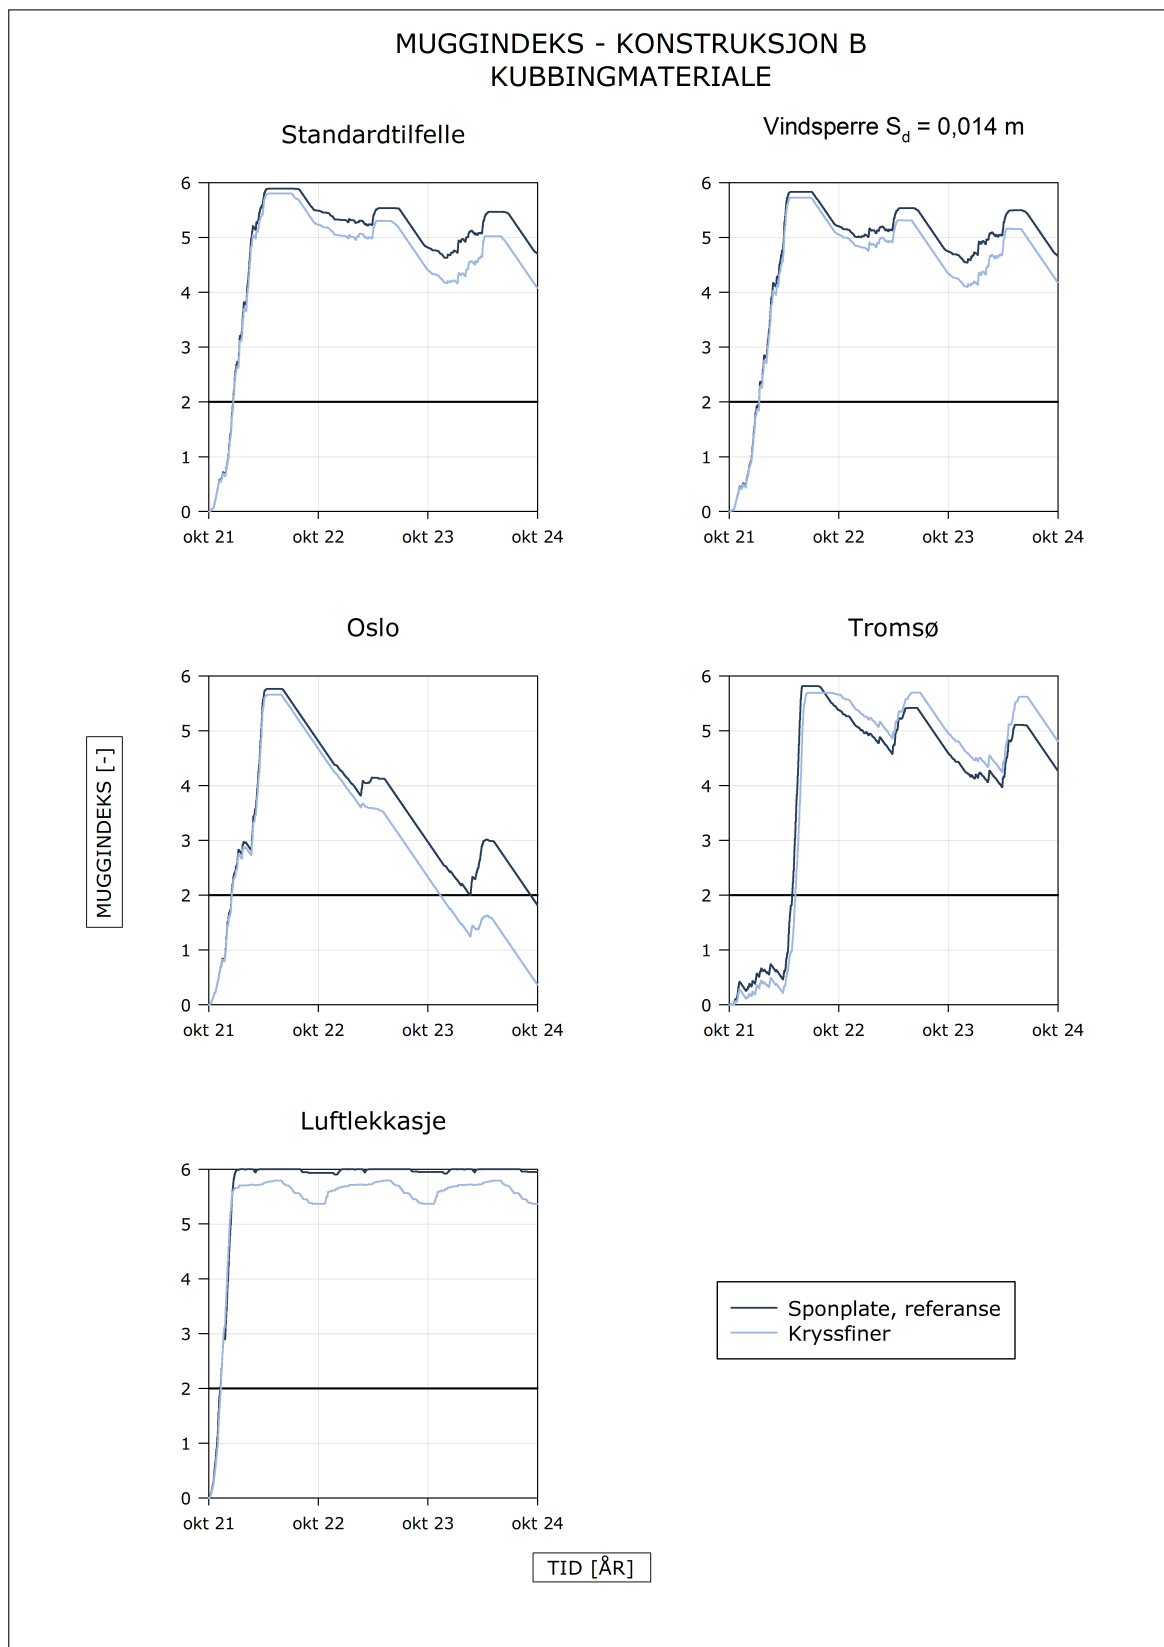 MUGGINDEKS - KONSTRUKSJON B
KUBBINGMATERIALE
Standardtilfelle
6
5
4
3
2
1
0
okt 21 okt 22 okt 23 okt 24
Vindsperre Sd = 0,014 m
6
5
4
3
2
1
0
okt 21 okt 22 okt 23 okt 24
MUGGINDEKS [-]
Oslo
6
5
4
3
2
1
0
okt 21 okt 22 okt 23 okt 24
Tromsø
6
5
4
3
2
1
0
okt 21 okt 22 okt 23 okt 24
Luftlekkasje
6
5
4
3
2
1
0
okt 21 okt 22 okt 23 okt 24
Sponplate, referanse
Kryssfiner
TID [ÅR]